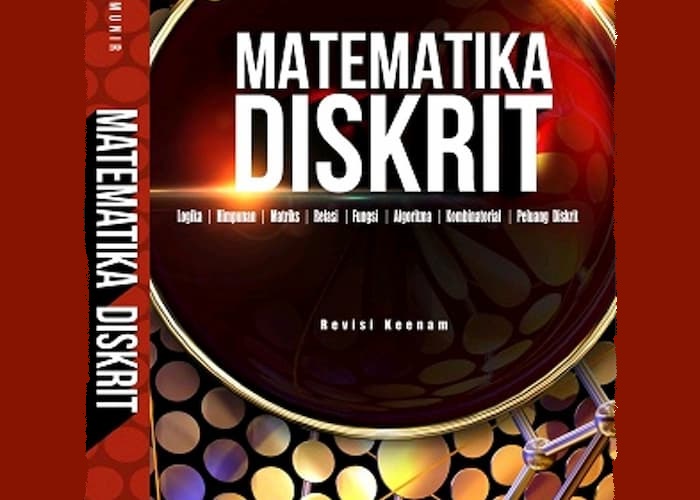 MUNIR
MATEMATIKA DISKRIT
MATEMATIKA
DISKRIT
Logika | Himpunan | Matriks | Relasi | Fungsi | Algoritma | Kombinatorial | Peluang Diskrit
Revisi Keenam